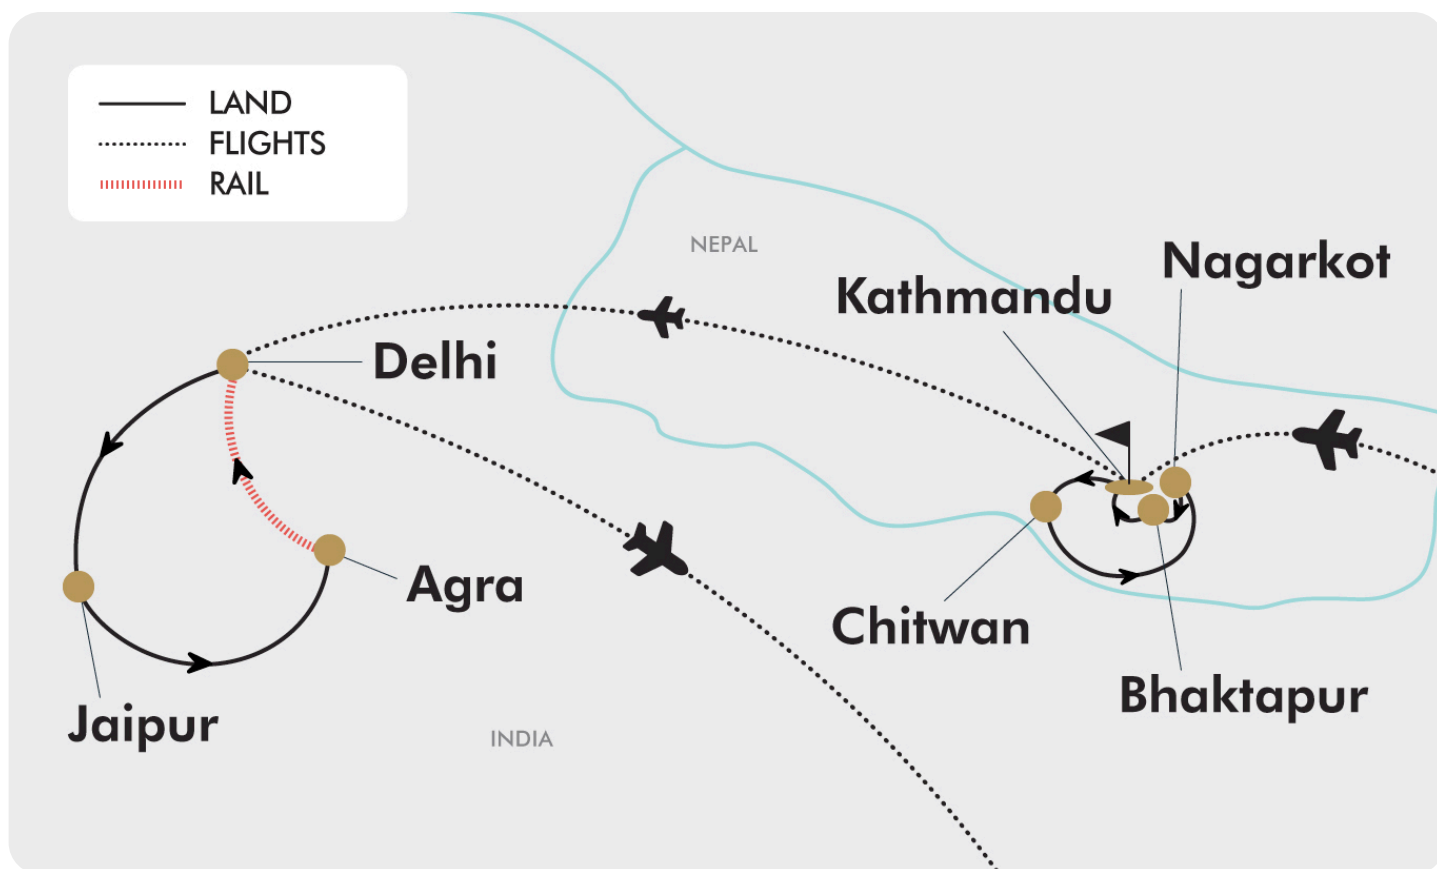 LAND
FLIGHTS
RAIL
NEPAL
Nagarkot
Kathmandu
Delhi
Agra
Chitwan
Bhaktapur
Jaipur
INDIA